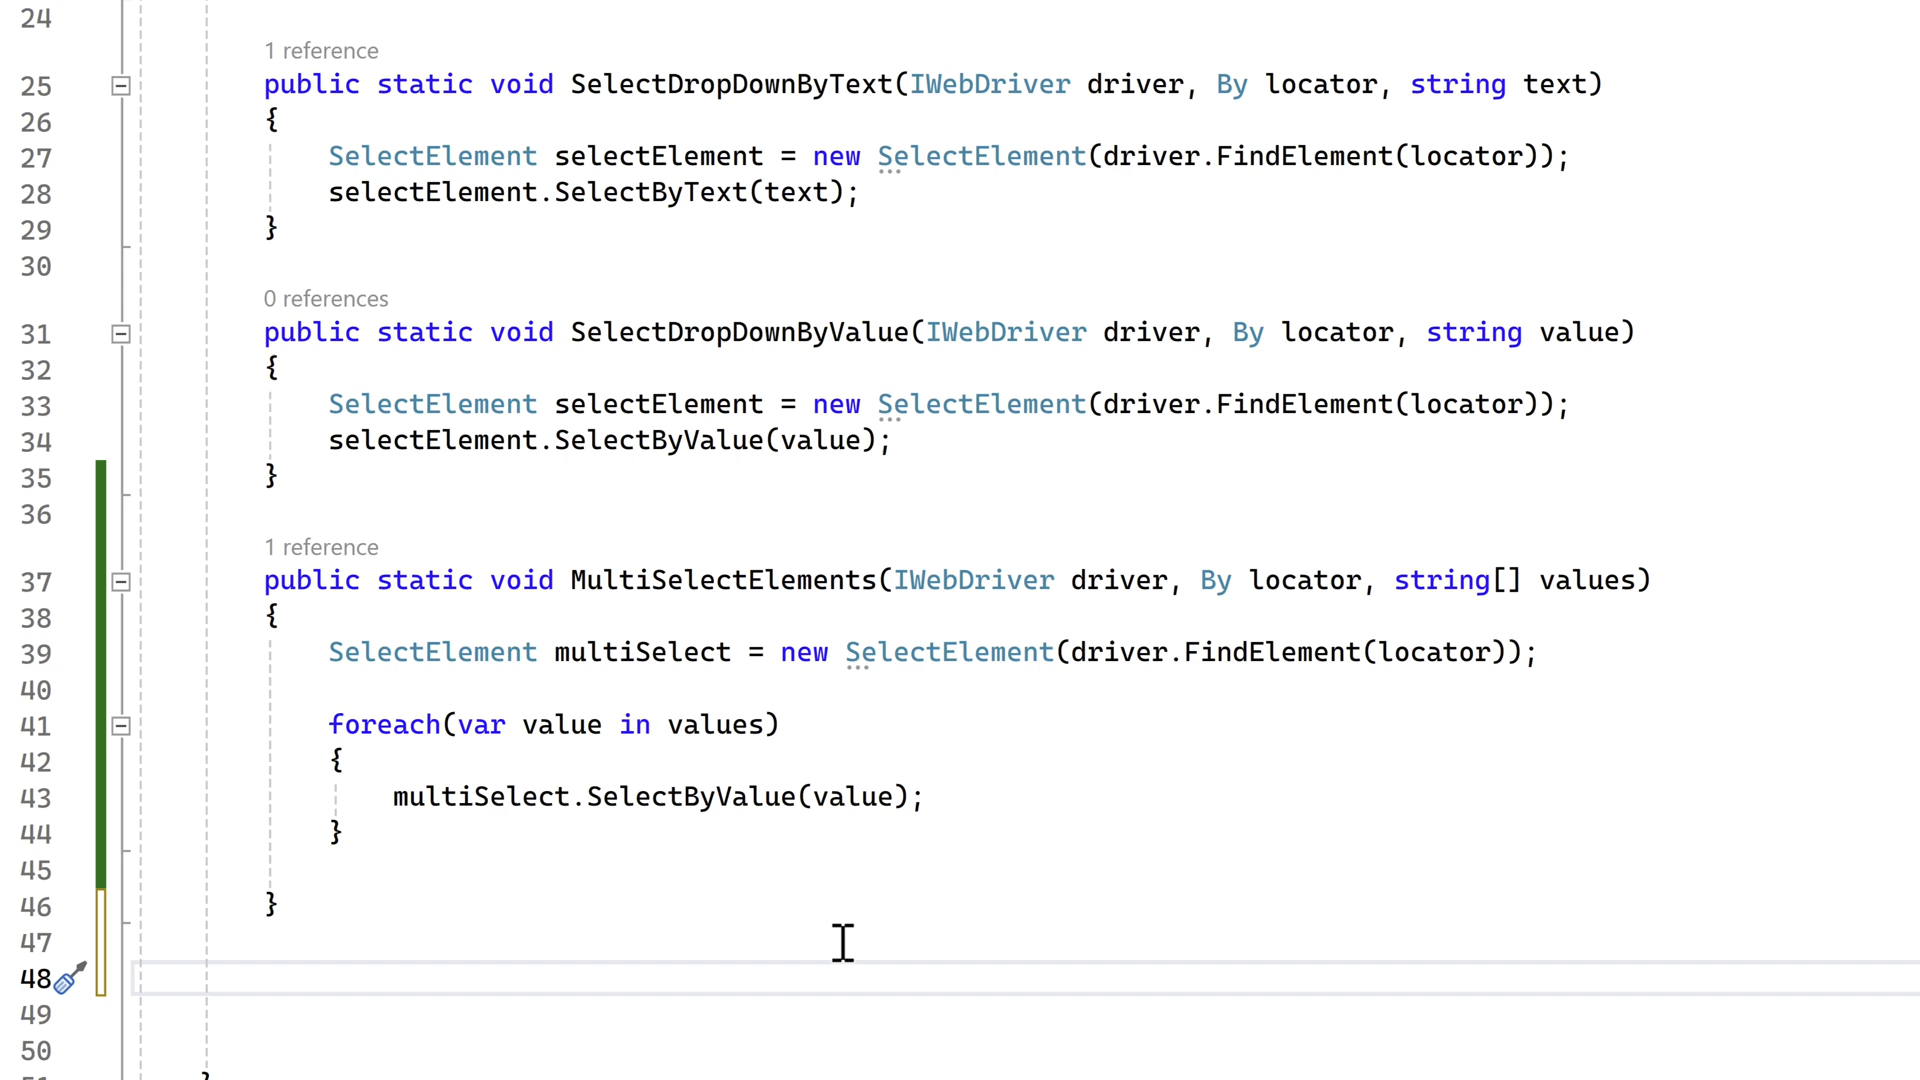 24
1 reference
25 public static void SelectDropDownByText(IWebDriver driver, By locator, string text)
26 {
27 SelectElement selectElement = new SelectElement(driver.FindElement(locator));
28 selectElement.SelectByText(text);
29 }
30
0 references
31 public static void SelectDropDownByValue(IWebDriver driver, By locator, string value)
32 {
33 SelectElement selectElement = new SelectElement(driver.FindElement(locator));
34 selectElement.SelectByValue(value);
35 }
36
1 reference
37 public static void MultiSelectElements(IWebDriver driver, By locator, string[] values)
38 {
39 SelectElement multiSelect = new SelectElement(driver.FindElement(locator));
40
41 foreach(var value in values)
42 {
43 multiSelect.SelectByValue(value);
44 }
45
46 }
47
48
49
50